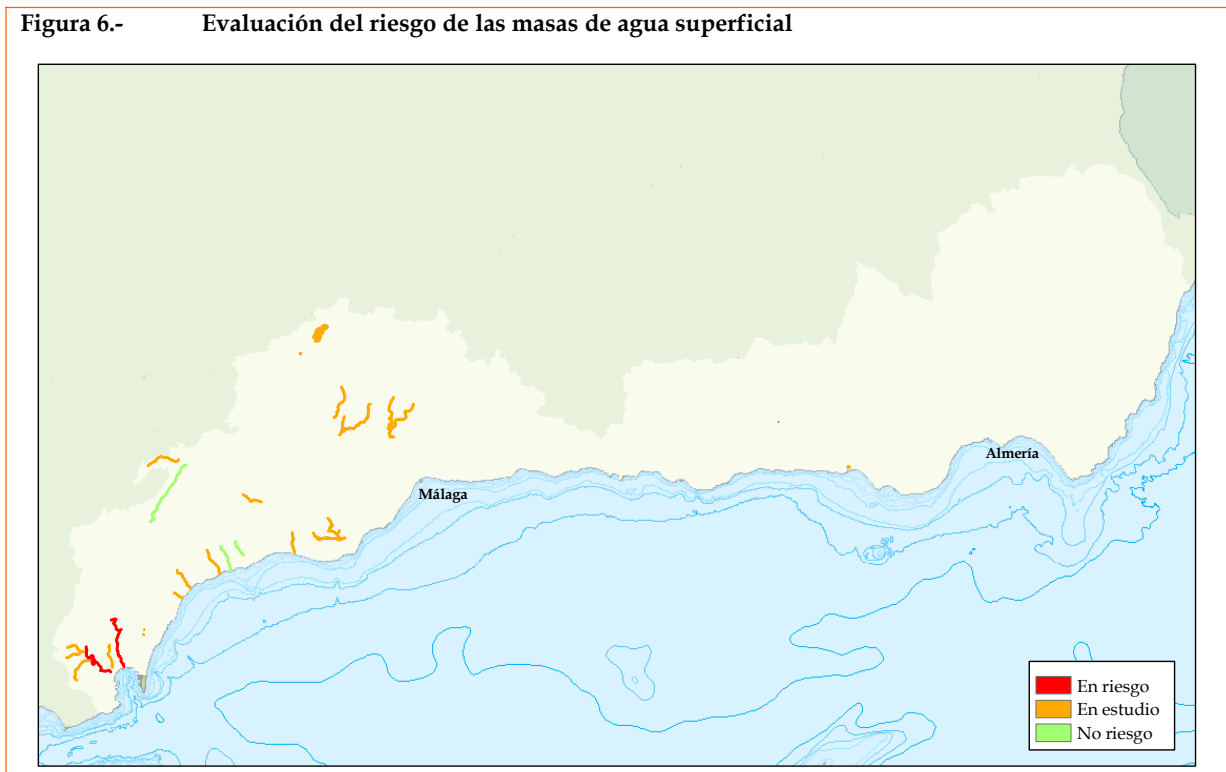 Figura 6.- Evaluación del riesgo de las masas de agua superficial
Almería
Málaga
En riesgo
En estudio
No riesgo